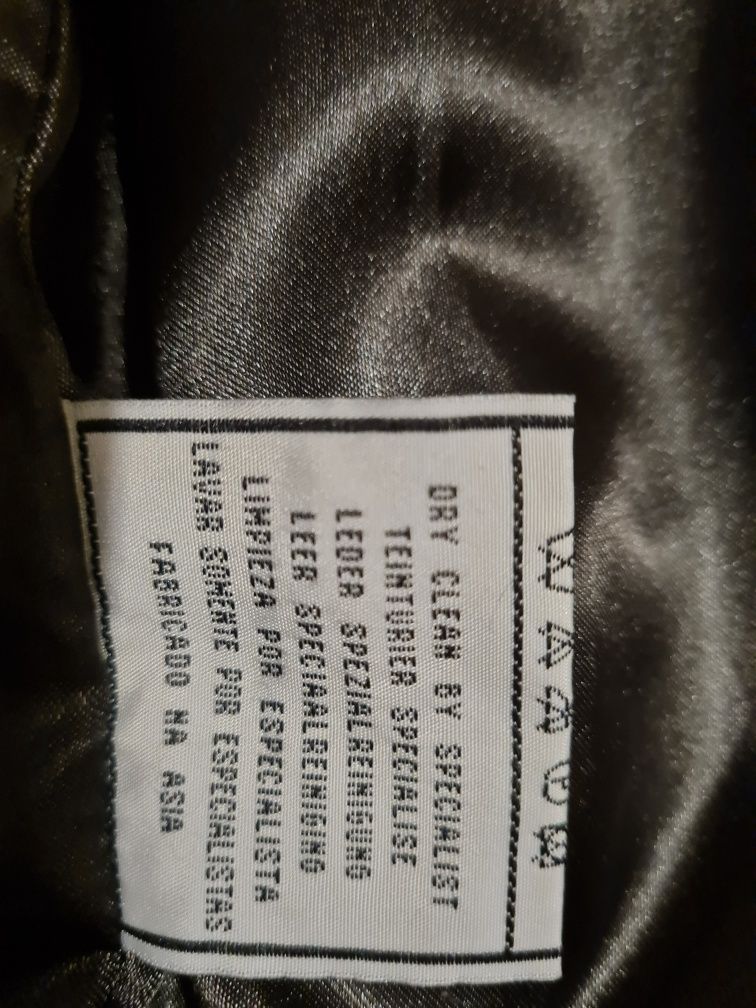 DRY CLEAN BY SPECIALIST
TEINTURIER SPECIALISE
LEDER SPEZIALREINIGUNG
LEER SPECIAALREINIGING
LIMPIEZA POR ESPECIALISTA
LAVAR SOMENTE POR ESPECIALISTAS
FABRICADO NA ASIA